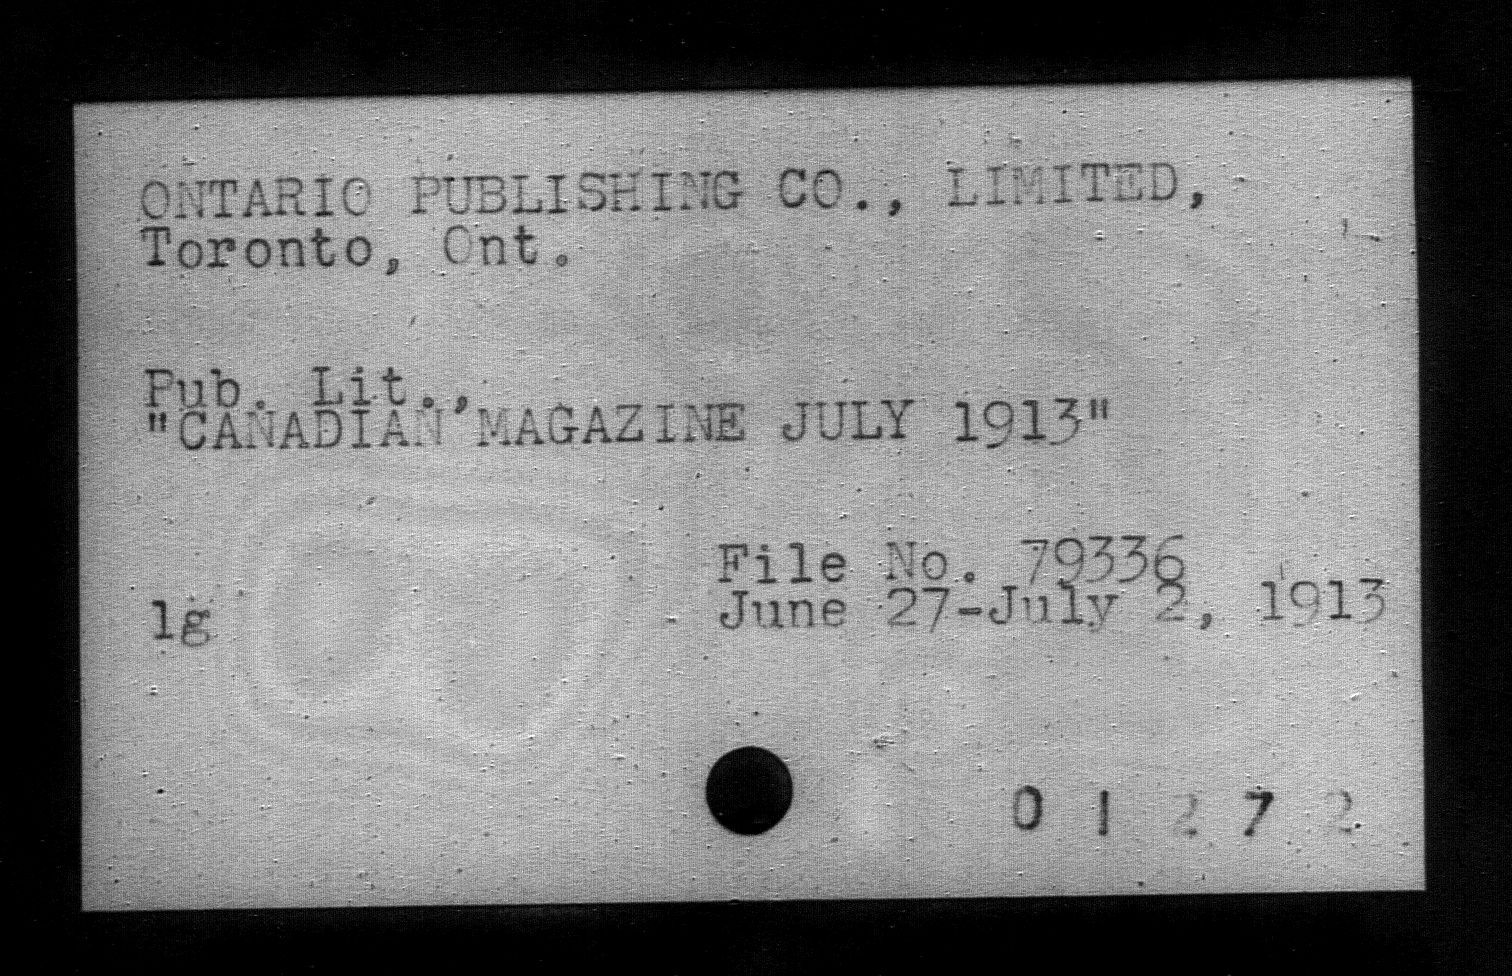 ONTARIO PUBLISHING CO., LIMITED,
Toronto, Ont.
Pub. Lit.,
"CANADIAN MAGAZINE JULY 1913"
File No. 79336
lg June 27-July 2, 1913
0 1 2 7 2